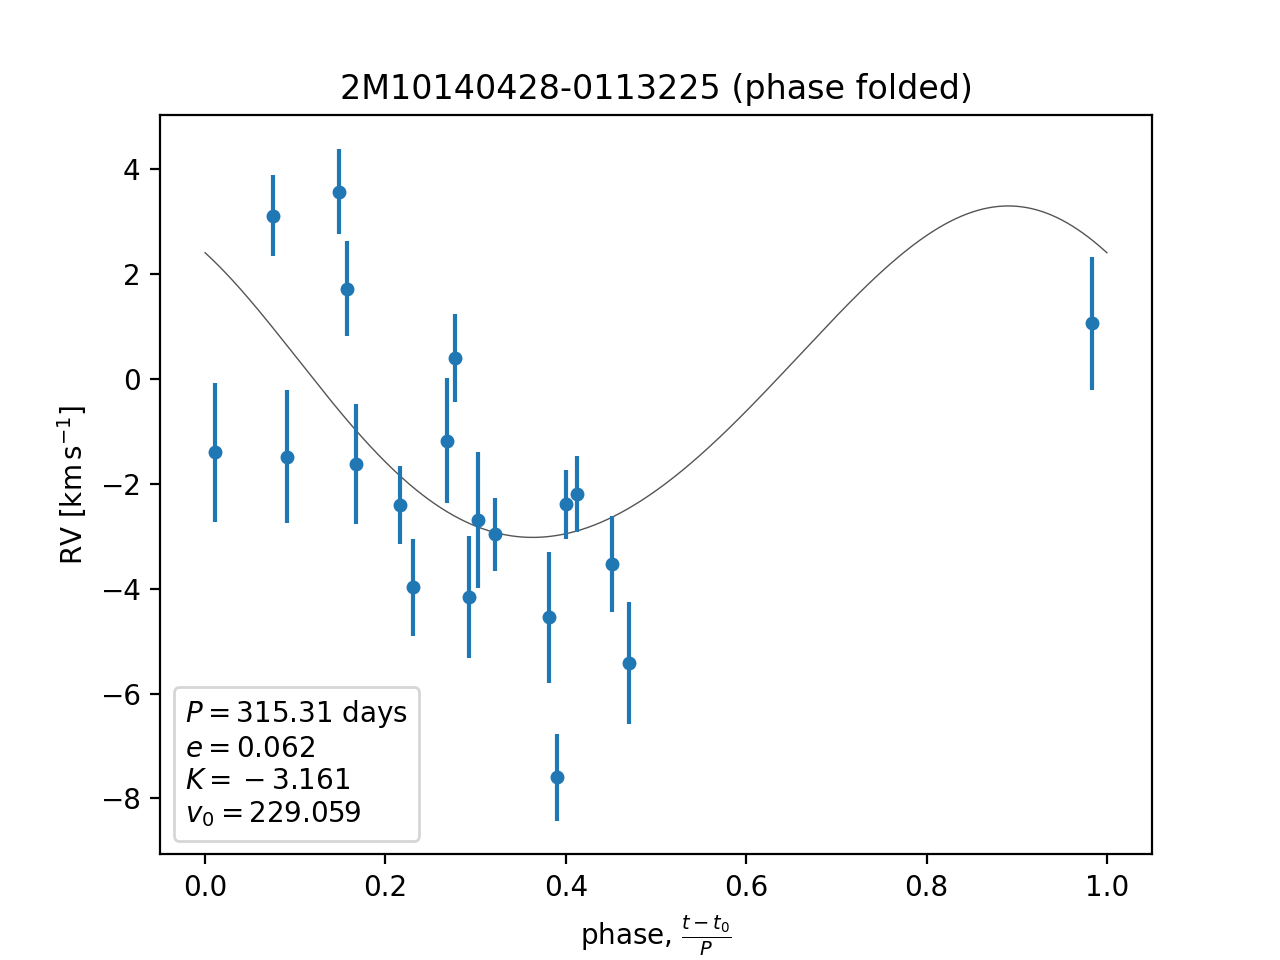 2M10140428-0113225 (phase folded)
4
2
0
−2
−4
−6
−8
RV [km s⁻¹]
P = 315.31 days
e = 0.062
K = −3.161
v₀ = 229.059
0.0 0.2 0.4 0.6 0.8 1.0
phase, (t − t₀)/P